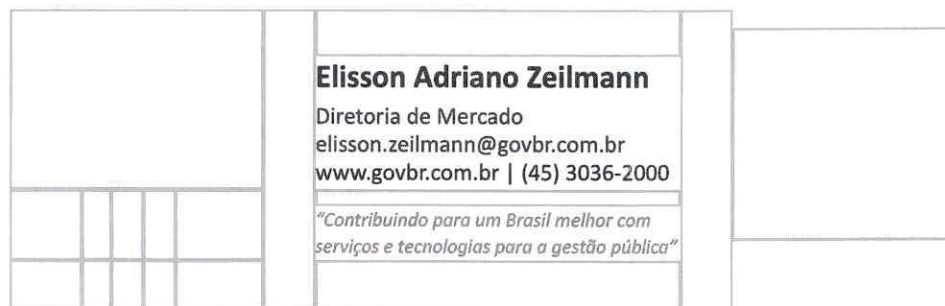 Elisson Adriano Zeilmann
Diretoria de Mercado
elisson.zeilmann@govbr.com.br
www.govbr.com.br | (45) 3036-2000
“Contribuindo para um Brasil melhor com
serviços e tecnologias para a gestão pública”